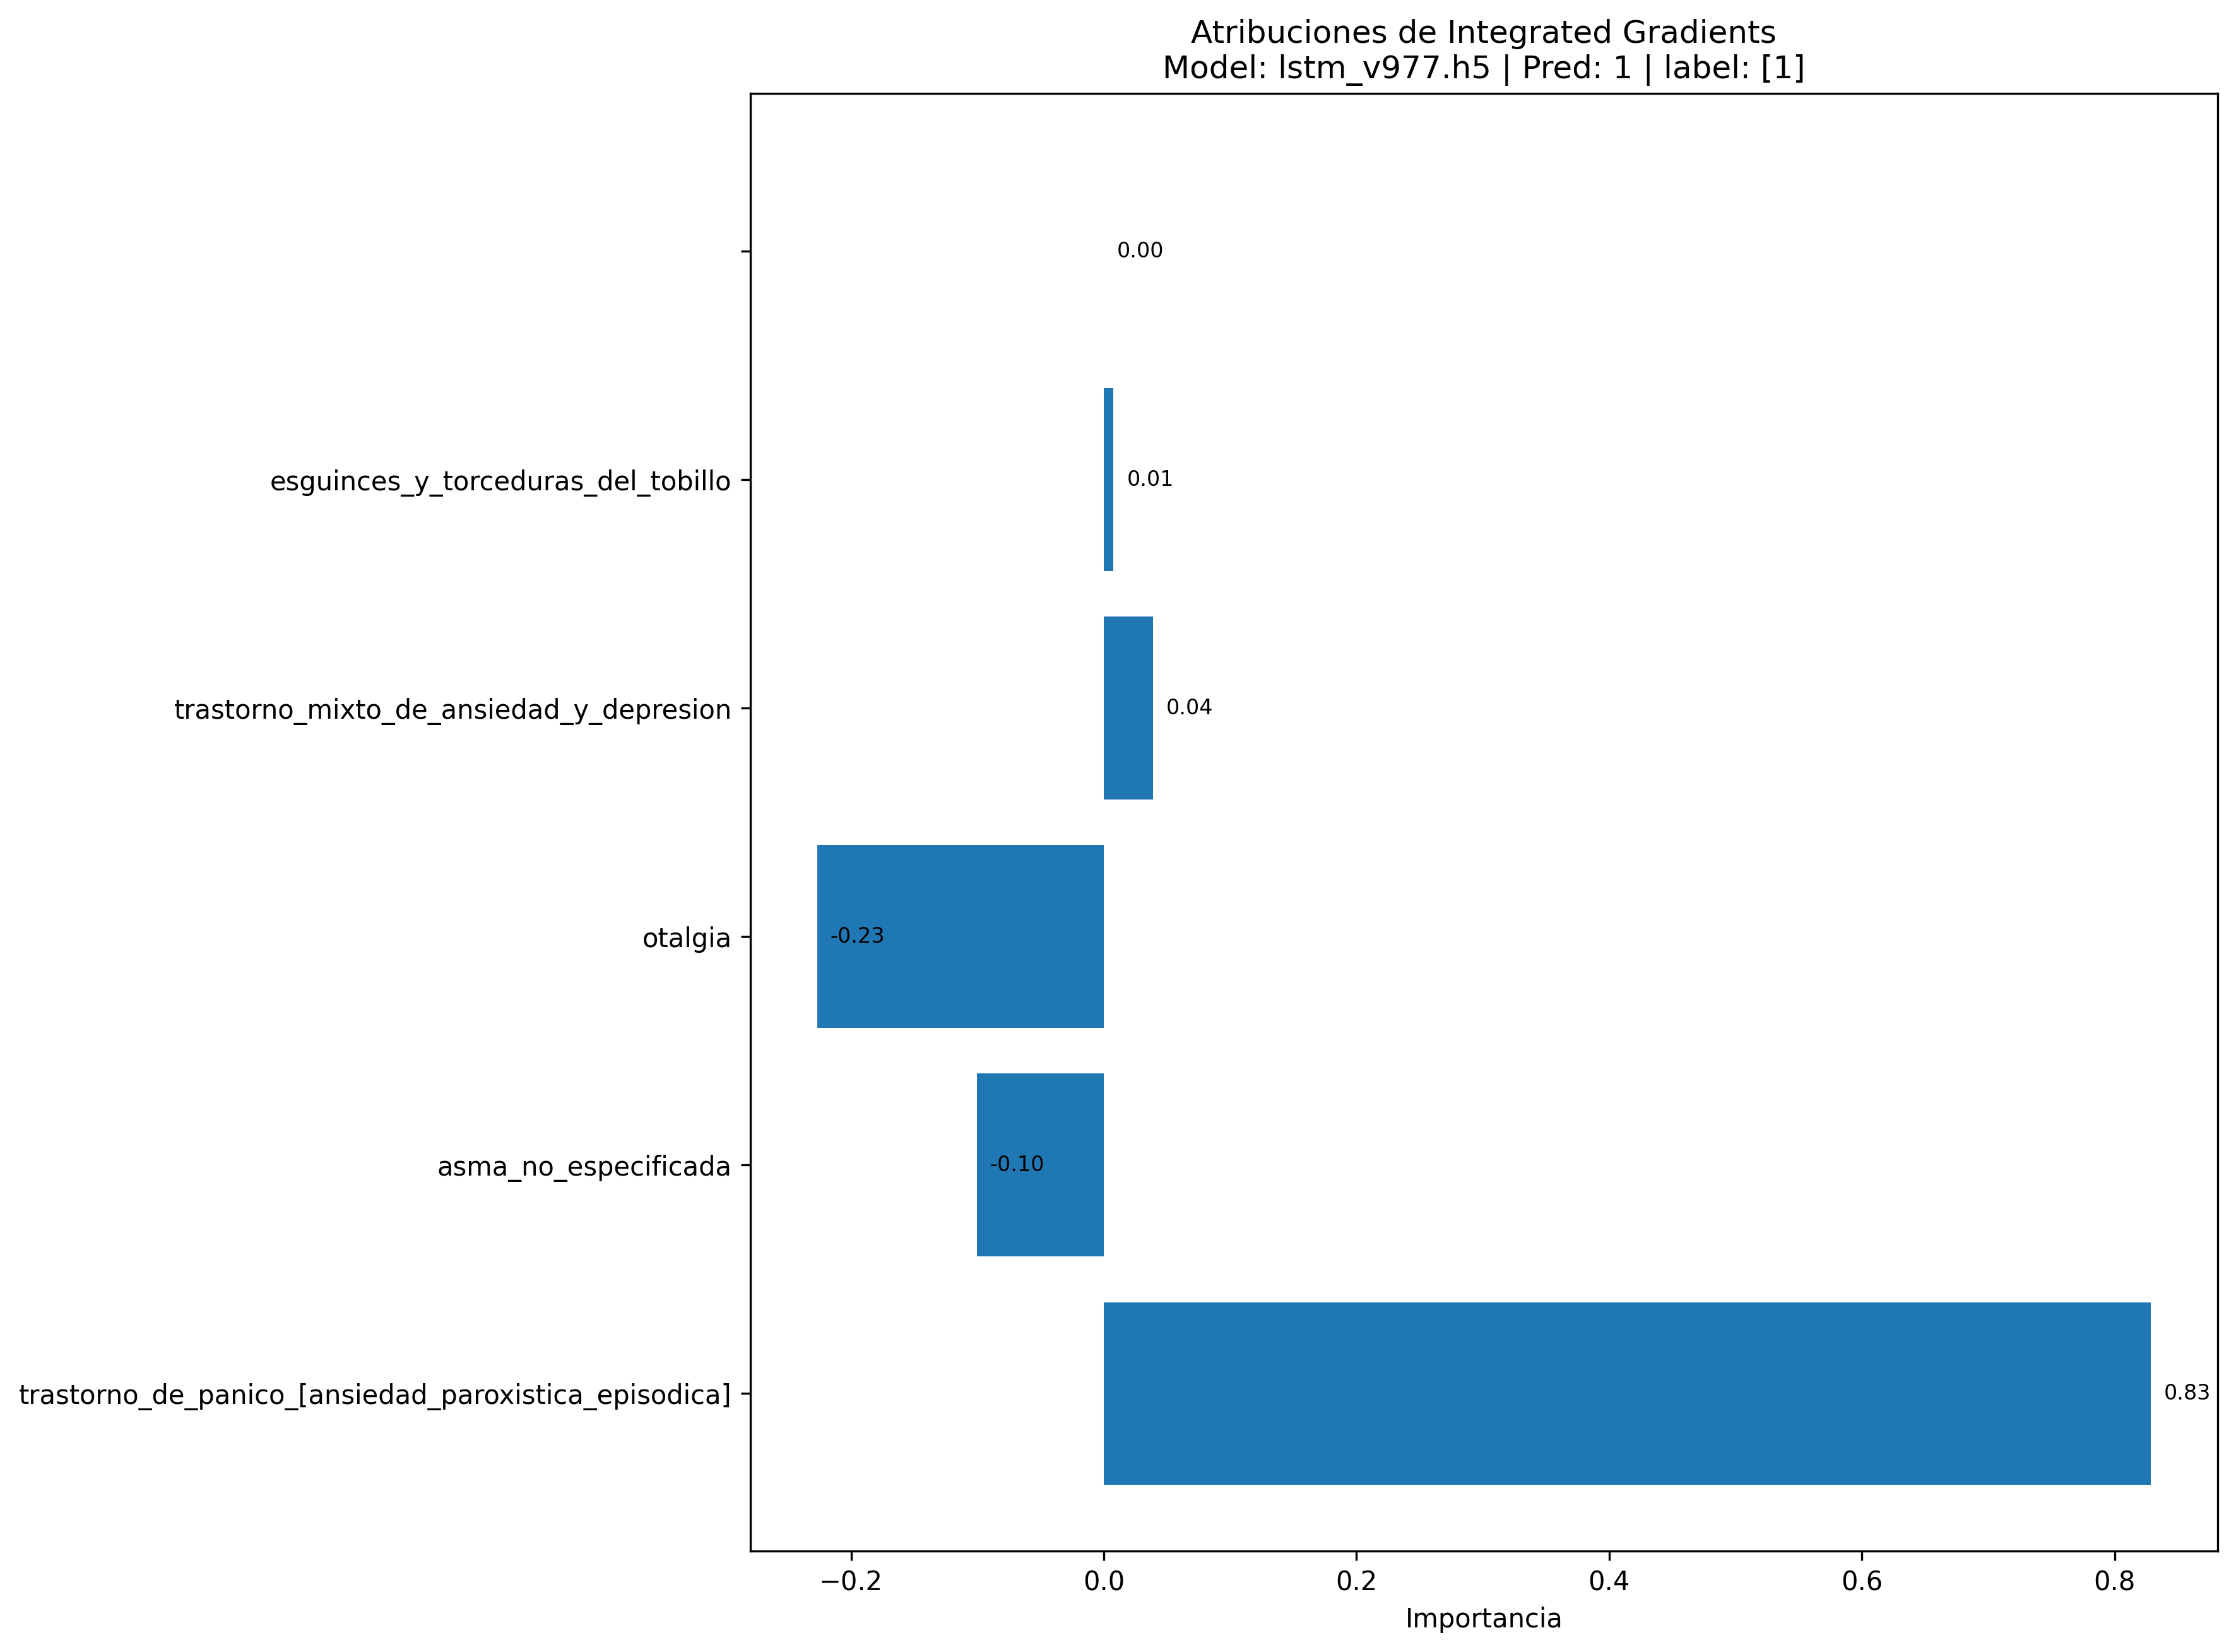 Atribuciones de Integrated Gradients
Model: lstm_v977.h5 | Pred: 1 | label: [1]
0.00
esguinces_y_torceduras_del_tobillo
0.01
trastorno_mixto_de_ansiedad_y_depresion
0.04
otalgia
-0.23
asma_no_especificada
-0.10
trastorno_de_panico_[ansiedad_paroxistica_episodica]
0.83
−0.2
0.0
0.2
0.4
0.6
0.8
Importancia